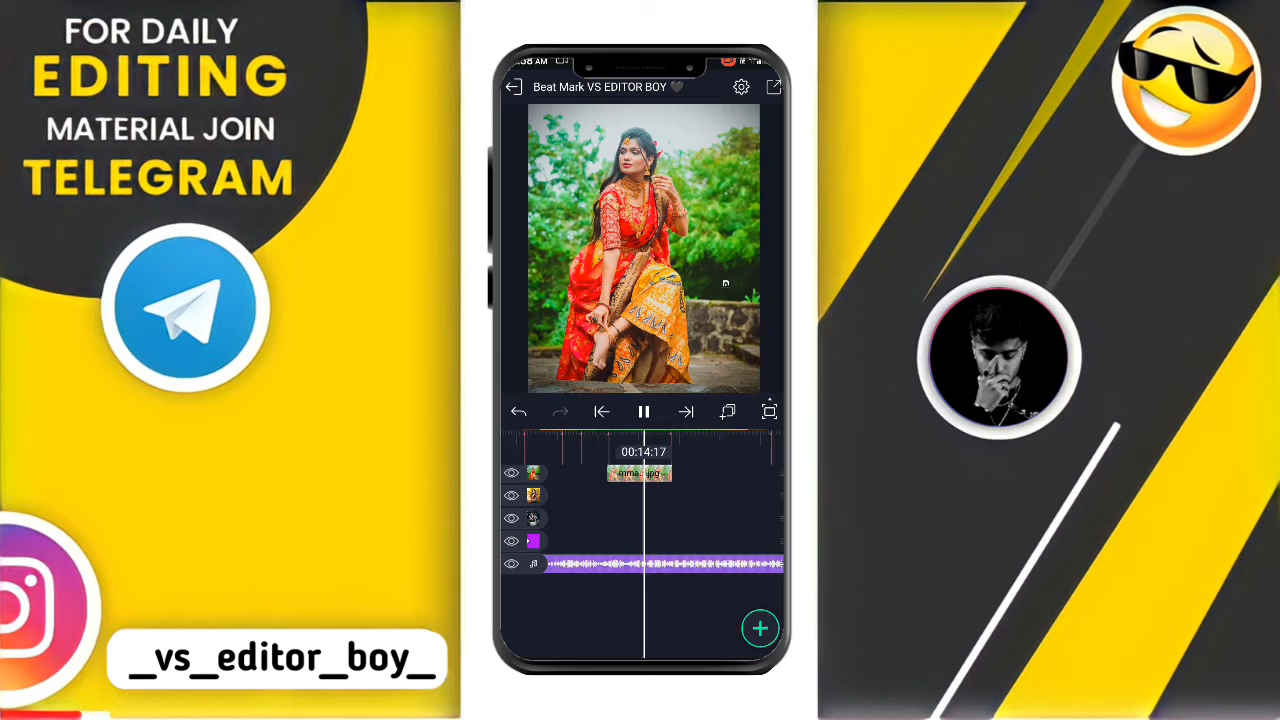 FOR DAILY
EDITING
MATERIAL JOIN
TELEGRAM
_vs_editor_boy_
Beat Mark VS EDITOR BOY 🖤
00:14:17